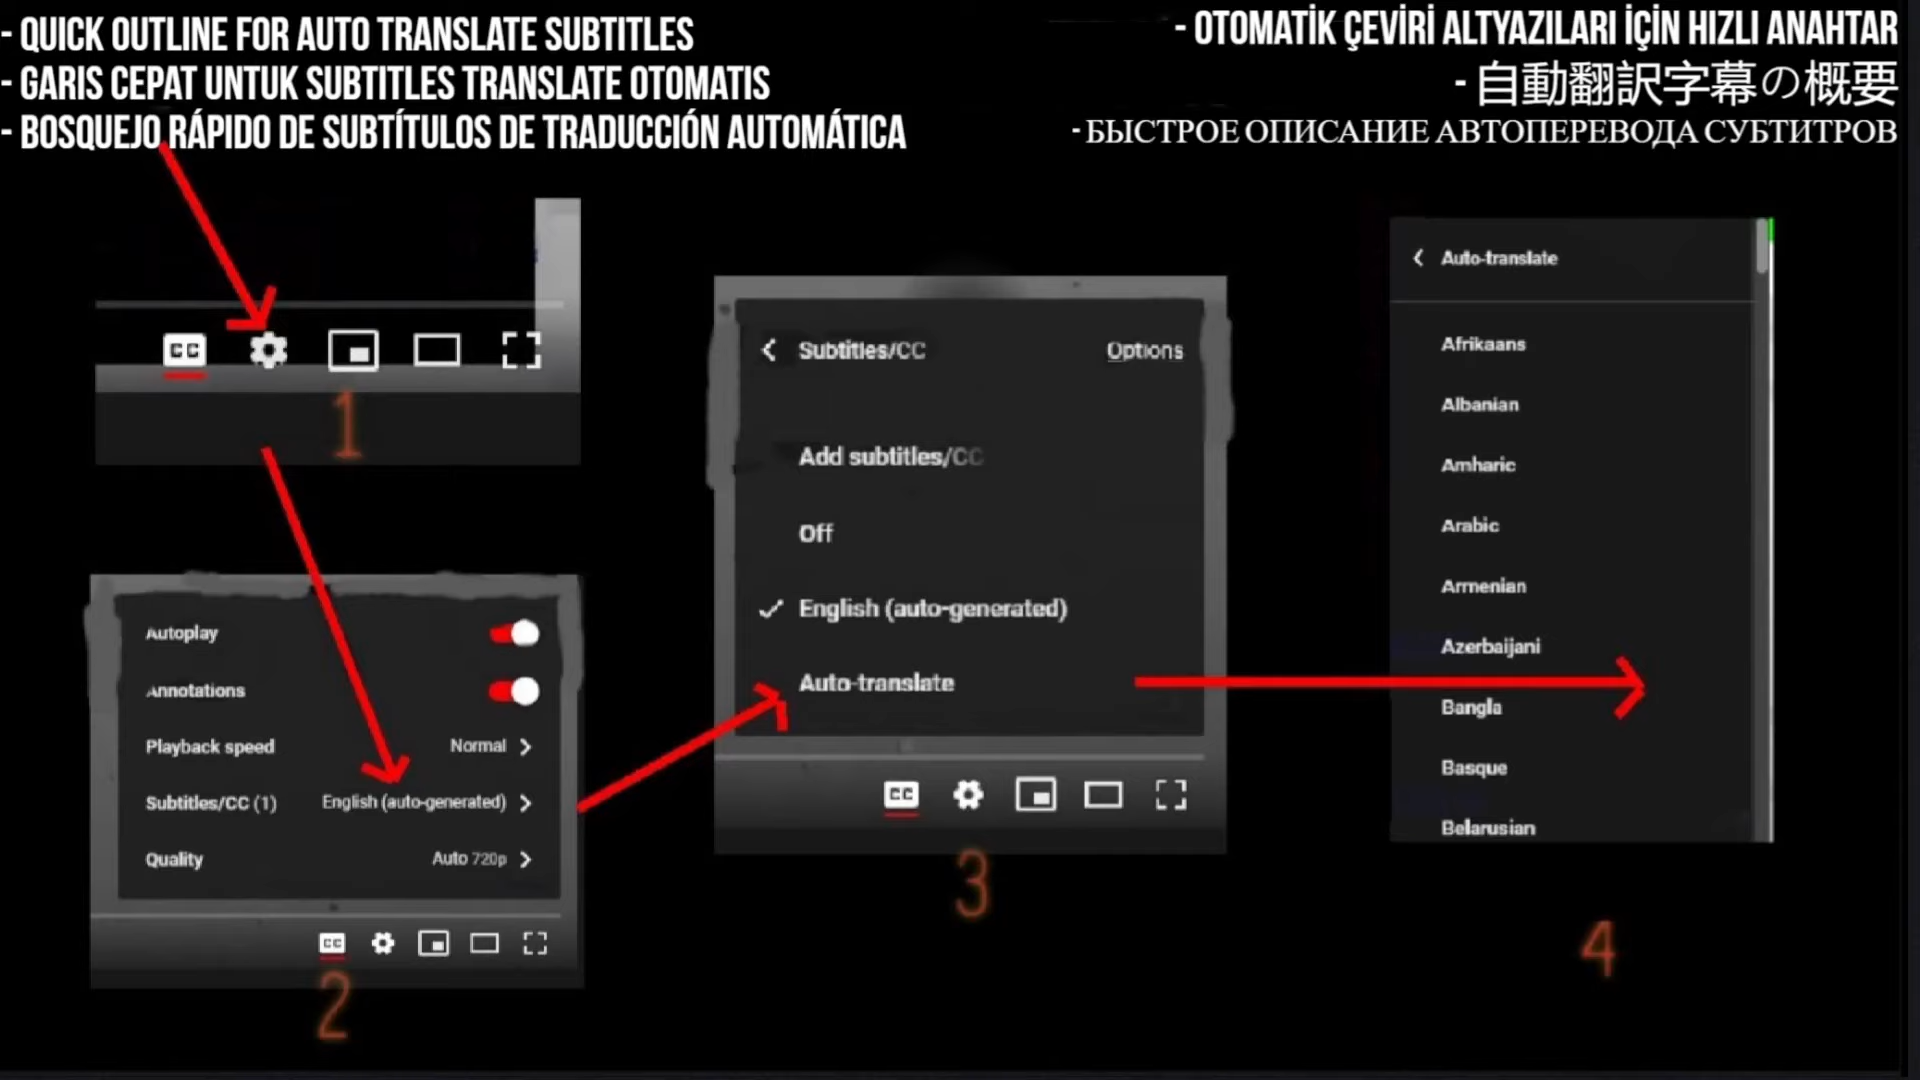 - QUICK OUTLINE FOR AUTO TRANSLATE SUBTITLES
- GARIS CEPAT UNTUK SUBTITLES TRANSLATE OTOMATIS
- BOSQUEJO RÁPIDO DE SUBTÍTULOS DE TRADUCCIÓN AUTOMÁTICA
- OTOMATİK ÇEVİRİ ALTYAZILARI İÇİN HIZLI ANAHTAR
- 自動翻訳字幕の概要
- БЫСТРОЕ ОПИСАНИЕ АВТОПЕРЕВОДА СУБТИТРОВ
CC
1
Autoplay
Annotations
Playback speed Normal
Subtitles/CC (1) English (auto-generated)
Quality Auto 720p
CC
2
Subtitles/CC Options
Add subtitles/CC
Off
English (auto-generated)
Auto-translate
CC
3
Auto-translate
Afrikaans
Albanian
Amharic
Arabic
Armenian
Azerbaijani
Bangla
Basque
Belarusian
4